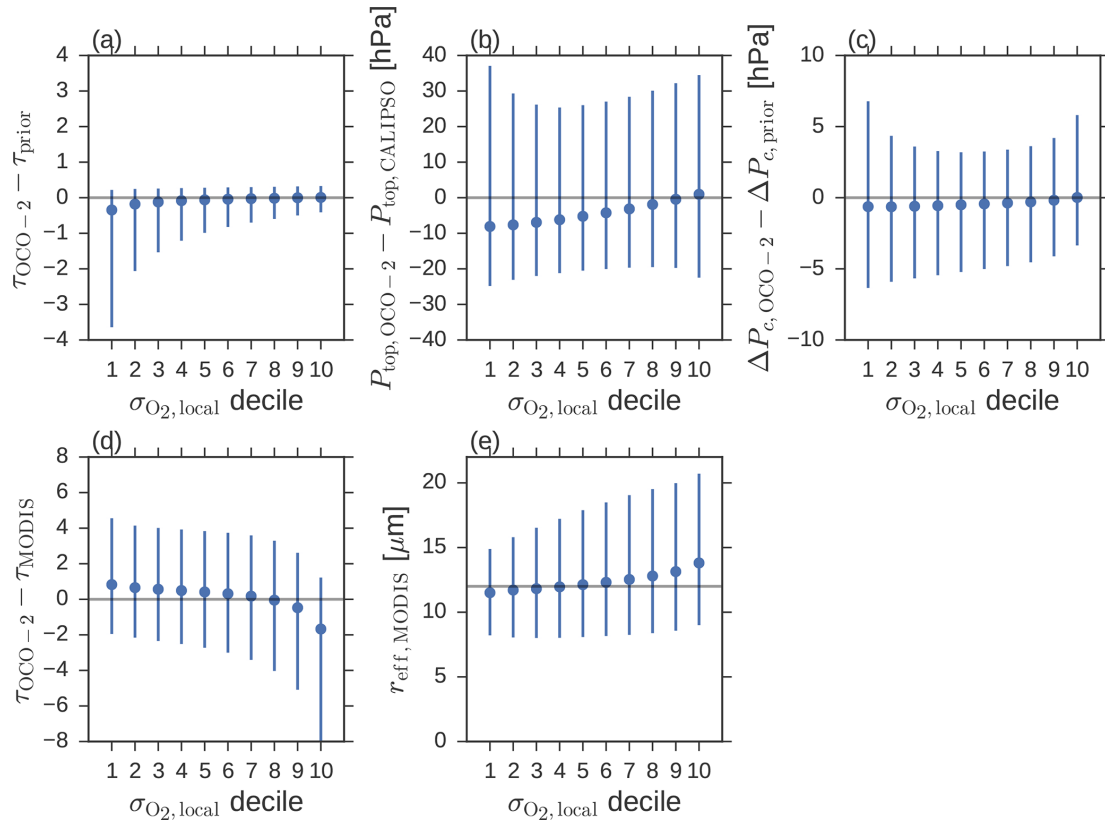 (a)
τOCO−2 − τprior
4
3
2
1
0
−1
−2
−3
−4
1 2 3 4 5 6 7 8 9 10
σO2,local decile
(b)
Ptop,OCO−2 − Ptop,CALIPSO [hPa]
40
30
20
10
0
−10
−20
−30
−40
1 2 3 4 5 6 7 8 9 10
σO2,local decile
(c)
ΔPc,OCO−2 − ΔPc,prior [hPa]
10
5
0
−5
−10
1 2 3 4 5 6 7 8 9 10
σO2,local decile
(d)
τOCO−2 − τMODIS
8
6
4
2
0
−2
−4
−6
−8
1 2 3 4 5 6 7 8 9 10
σO2,local decile
(e)
reff,MODIS [μm]
20
15
10
5
0
1 2 3 4 5 6 7 8 9 10
σO2,local decile